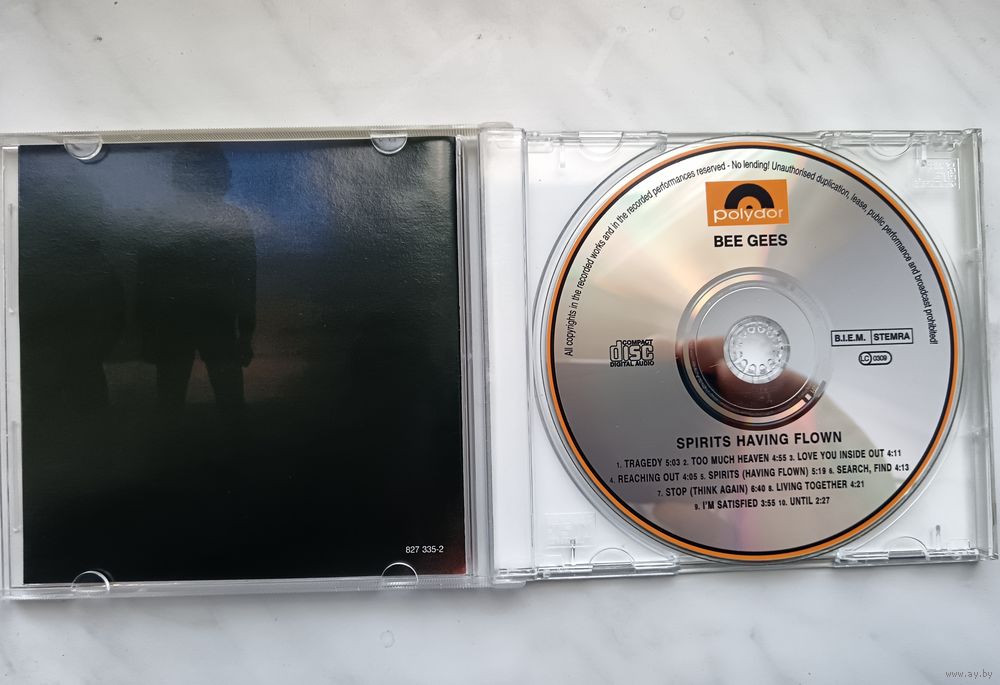 827 335-2
All copyrights in the recorded works and in the recorded performances reserved - No lending! Unauthorised duplication, lease, public performance and broadcast prohibited!
polydor
BEE GEES
COMPACT
disc
DIGITAL AUDIO
B.I.E.M. STEMRA
LC 0309
SPIRITS HAVING FLOWN
1. TRAGEDY 5:03 2. TOO MUCH HEAVEN 4:55 3. LOVE YOU INSIDE OUT 4:11
4. REACHING OUT 4:05 5. SPIRITS (HAVING FLOWN) 5:19 6. SEARCH, FIND 4:13
7. STOP (THINK AGAIN) 6:40 8. LIVING TOGETHER 4:21
9. I'M SATISFIED 3:55 10. UNTIL 2:27
www.ay.by